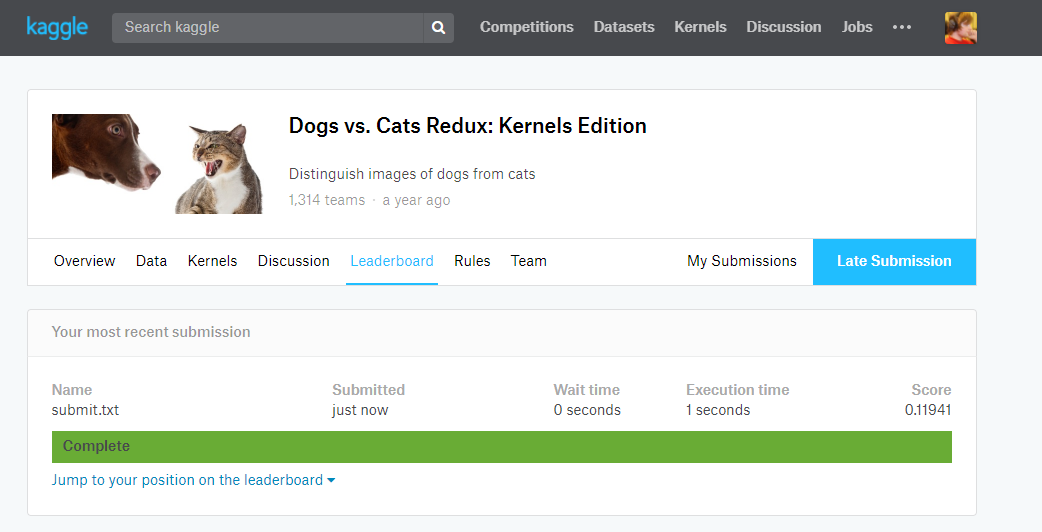 kaggle Search kaggle Competitions Datasets Kernels Discussion Jobs •••
Dogs vs. Cats Redux: Kernels Edition
Distinguish images of dogs from cats
1,314 teams · a year ago
Overview Data Kernels Discussion Leaderboard Rules Team My Submissions Late Submission
Your most recent submission
Name Submitted Wait time Execution time Score
submit.txt just now 0 seconds 1 seconds 0.11941
Complete
Jump to your position on the leaderboard